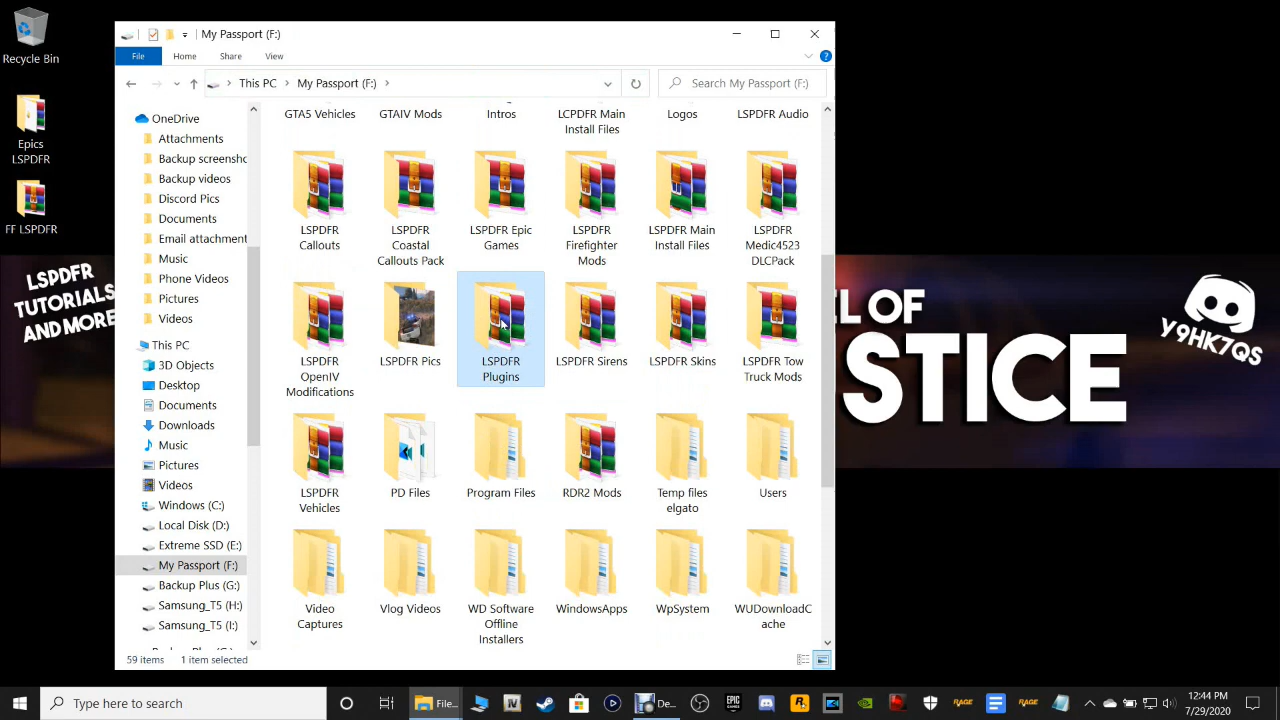 Recycle Bin
Epics
LSPDFR
FF LSPDFR
LSPDFR
TUTORIALS
AND MORE
My Passport (F:)
File
Home
Share
View
This PC
My Passport (F:)
Search My Passport (F:)
OneDrive
Attachments
Backup screensho
Backup videos
Discord Pics
Documents
Email attachment
Music
Phone Videos
Pictures
Videos
This PC
3D Objects
Desktop
Documents
Downloads
Music
Pictures
Videos
Windows (C:)
Local Disk (D:)
Extreme SSD (E:)
My Passport (F:)
Backup Plus (G:)
Samsung_T5 (H:)
Samsung_T5 (I:)
GTA5 Vehicles
GTAIV Mods
Intros
LCPDFR Main
Install Files
Logos
LSPDFR Audio
LSPDFR
Callouts
LSPDFR
Coastal
Callouts Pack
LSPDFR Epic
Games
LSPDFR
Firefighter
Mods
LSPDFR Main
Install Files
LSPDFR
Medic4523
DLCPack
LSPDFR
OpenIV
Modifications
LSPDFR Pics
LSPDFR
Plugins
LSPDFR Sirens
LSPDFR Skins
LSPDFR Tow
Truck Mods
LSPDFR
Vehicles
PD Files
Program Files
RDR2 Mods
Temp files
elgato
Users
Video
Captures
Vlog Videos
WD Software
Offline
Installers
WindowsApps
WpSystem
WUDownloadC
ache
59 items
1 item selected
EL OF
STICE
Y9HK7QS
Type here to search
File...
IV
De...
EPIC
GAMES
RAGE
RAGE
12:44 PM
7/29/2020